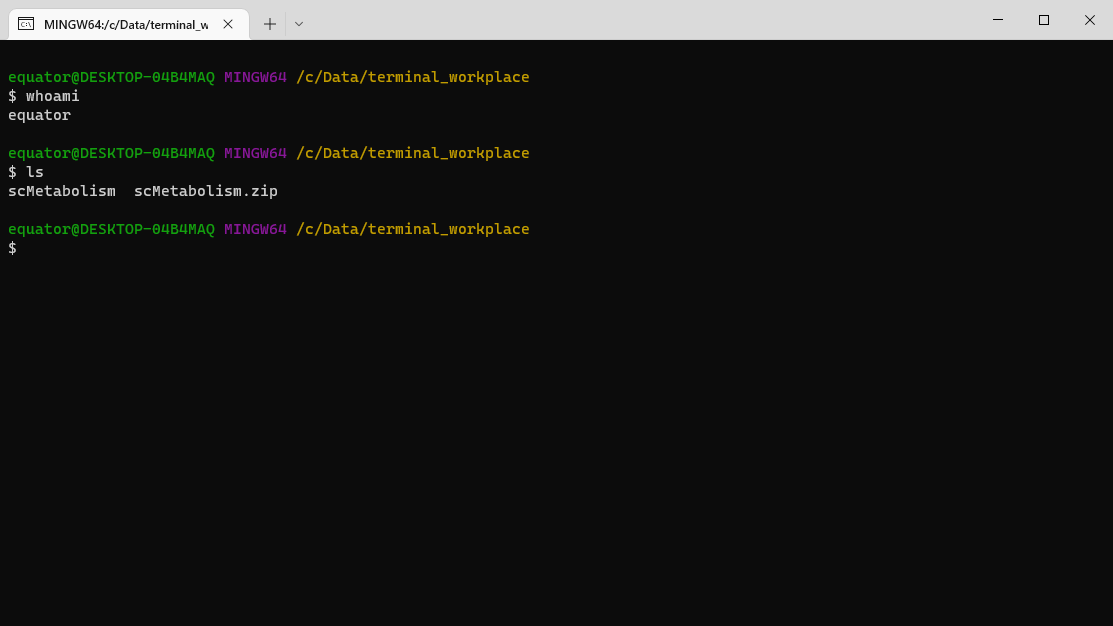 MINGW64:/c/Data/terminal_w
equator@DESKTOP-04B4MAQ MINGW64 /c/Data/terminal_workplace
$ whoami
equator
equator@DESKTOP-04B4MAQ MINGW64 /c/Data/terminal_workplace
$ ls
scMetabolism  scMetabolism.zip
equator@DESKTOP-04B4MAQ MINGW64 /c/Data/terminal_workplace
$